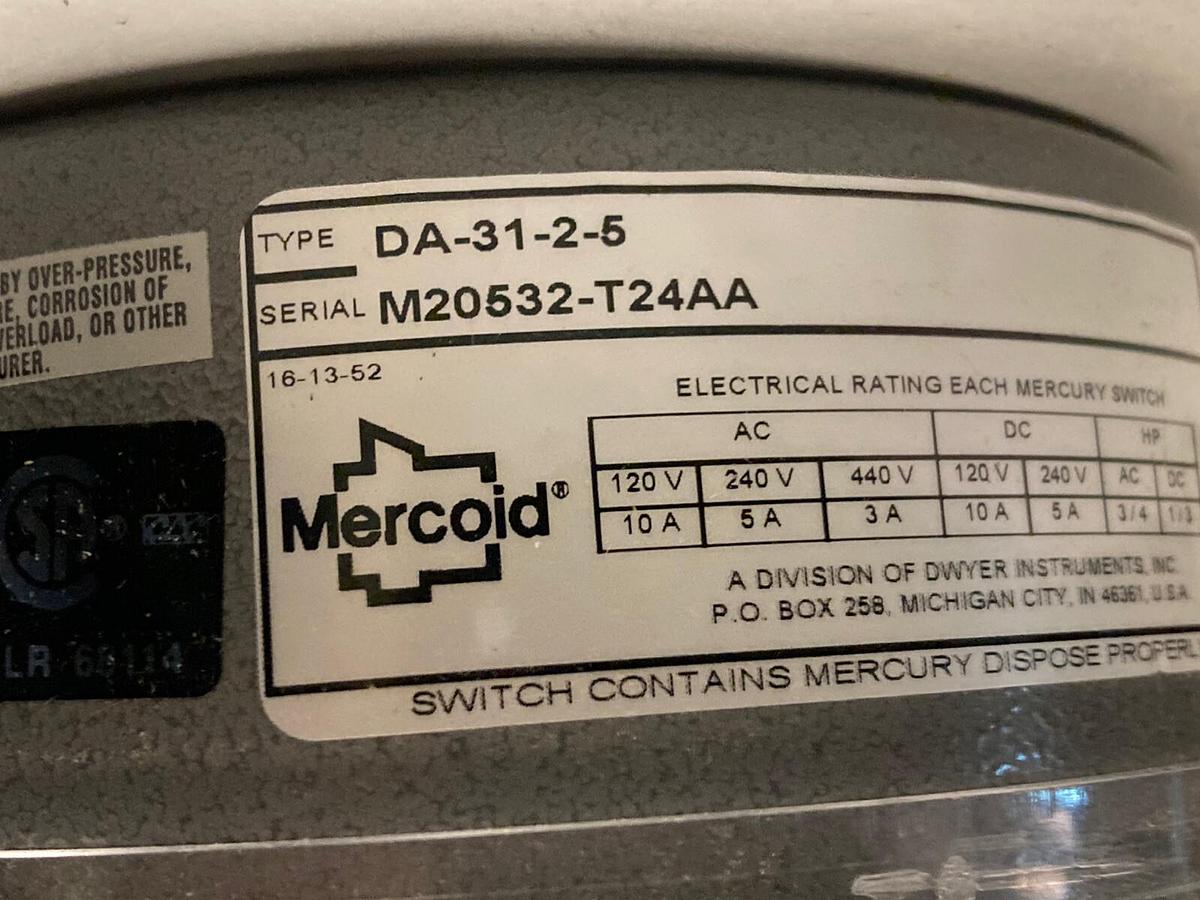 BY OVER-PRESSURE,
RE, CORROSION OF
VERLOAD, OR OTHER
URER.
TYPE DA-31-2-5
SERIAL M20532-T24AA
16-13-52
ELECTRICAL RATING EACH MERCURY SWITCH
AC DC HP
120 V 240 V 440 V 120 V 240 V AC DC
10 A 5 A 3 A 10 A 5 A 3/4 1/3
Mercoid®
A DIVISION OF DWYER INSTRUMENTS, INC.
P.O. BOX 258, MICHIGAN CITY, IN 46361, U.S.A.
SWITCH CONTAINS MERCURY DISPOSE PROPERL
LR